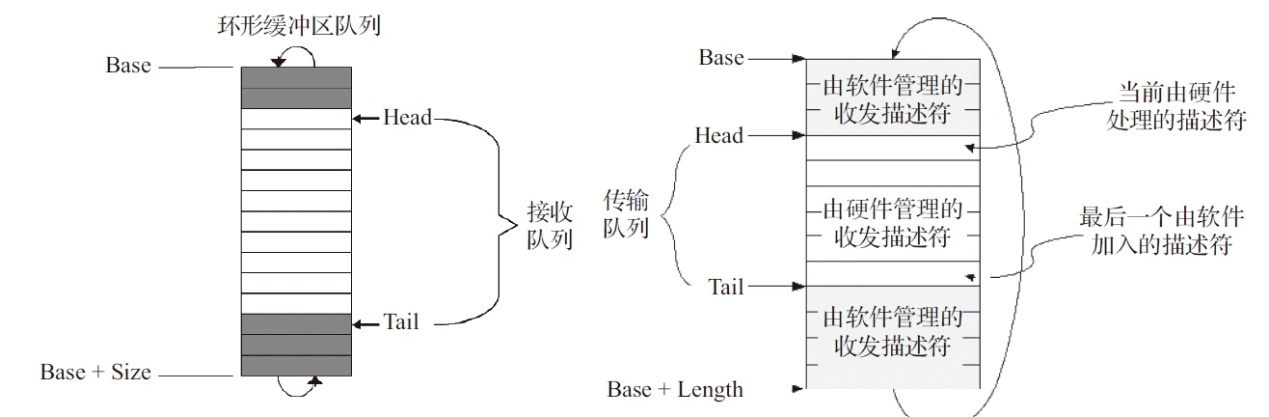 环形缓冲区队列
Base
Head
接收
队列
Tail
Base + Size
Base
由软件管理的
收发描述符
当前由硬件
处理的描述符
Head
传输
队列
由硬件管理的
收发描述符
最后一个由软件
加入的描述符
Tail
由软件管理的
收发描述符
Base + Length